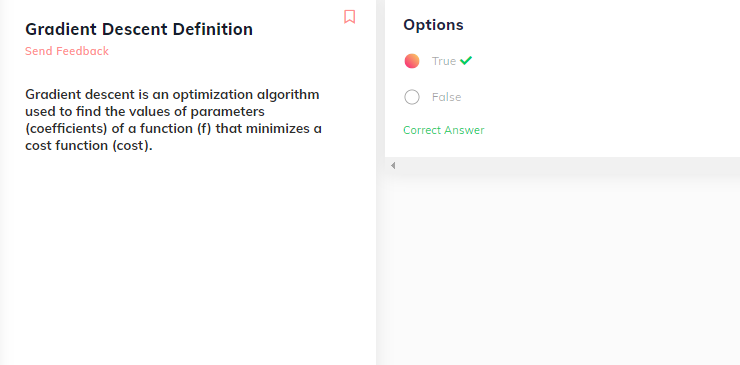 Gradient Descent Definition
Send Feedback
Gradient descent is an optimization algorithm
used to find the values of parameters
(coefficients) of a function (f) that minimizes a
cost function (cost).
Options
True
False
Correct Answer